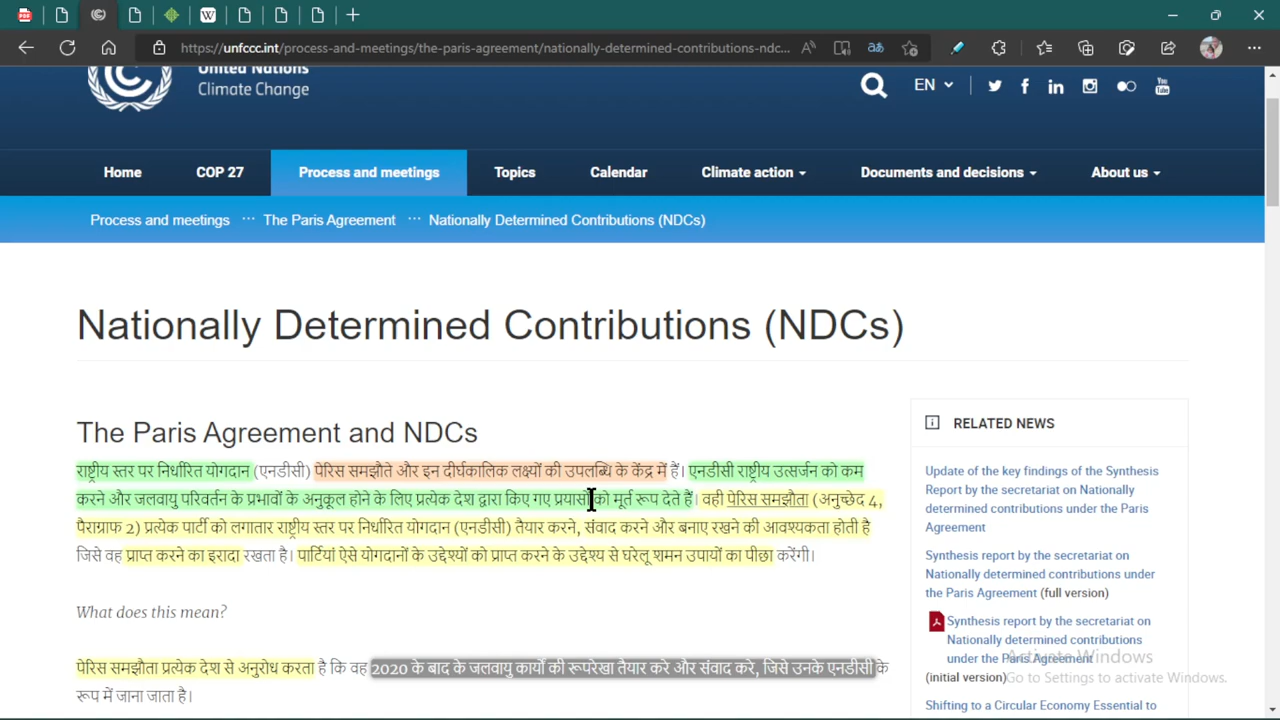 https://unfccc.int/process-and-meetings/the-paris-agreement/nationally-determined-contributions-ndc...
United Nations
Climate Change
EN
Home COP 27 Process and meetings Topics Calendar Climate action Documents and decisions About us
Process and meetings ... The Paris Agreement ... Nationally Determined Contributions (NDCs)
Nationally Determined Contributions (NDCs)
The Paris Agreement and NDCs
राष्ट्रीय स्तर पर निर्धारित योगदान (एनडीसी) पेरिस समझौते और इन दीर्घकालिक लक्ष्यों की उपलब्धि के केंद्र में हैं। एनडीसी राष्ट्रीय उत्सर्जन को कम
करने और जलवायु परिवर्तन के प्रभावों के अनुकूल होने के लिए प्रत्येक देश द्वारा किए गए प्रयासों को मूर्त रूप देते हैं। वही पेरिस समझौता (अनुच्छेद 4,
पैराग्राफ 2) प्रत्येक पार्टी को लगातार राष्ट्रीय स्तर पर निर्धारित योगदान (एनडीसी) तैयार करने, संवाद करने और बनाए रखने की आवश्यकता होती है
जिसे वह प्राप्त करने का इरादा रखता है। पार्टियां ऐसे योगदानों के उद्देश्यों को प्राप्त करने के उद्देश्य से घरेलू शमन उपायों का पीछा करेंगी।
What does this mean?
पेरिस समझौता प्रत्येक देश से अनुरोध करता है कि वह 2020 के बाद के जलवायु कार्यों की रूपरेखा तैयार करे और संवाद करे, जिसे उनके एनडीसी के
रूप में जाना जाता है।
RELATED NEWS
Update of the key findings of the Synthesis
Report by the secretariat on Nationally
determined contributions under the Paris
Agreement
Synthesis report by the secretariat on
Nationally determined contributions under
the Paris Agreement (full version)
Synthesis report by the secretariat on
Nationally determined contributions
under the Paris Agreement
(initial version)
Shifting to a Circular Economy Essential to
Activate Windows
Go to Settings to activate Windows.